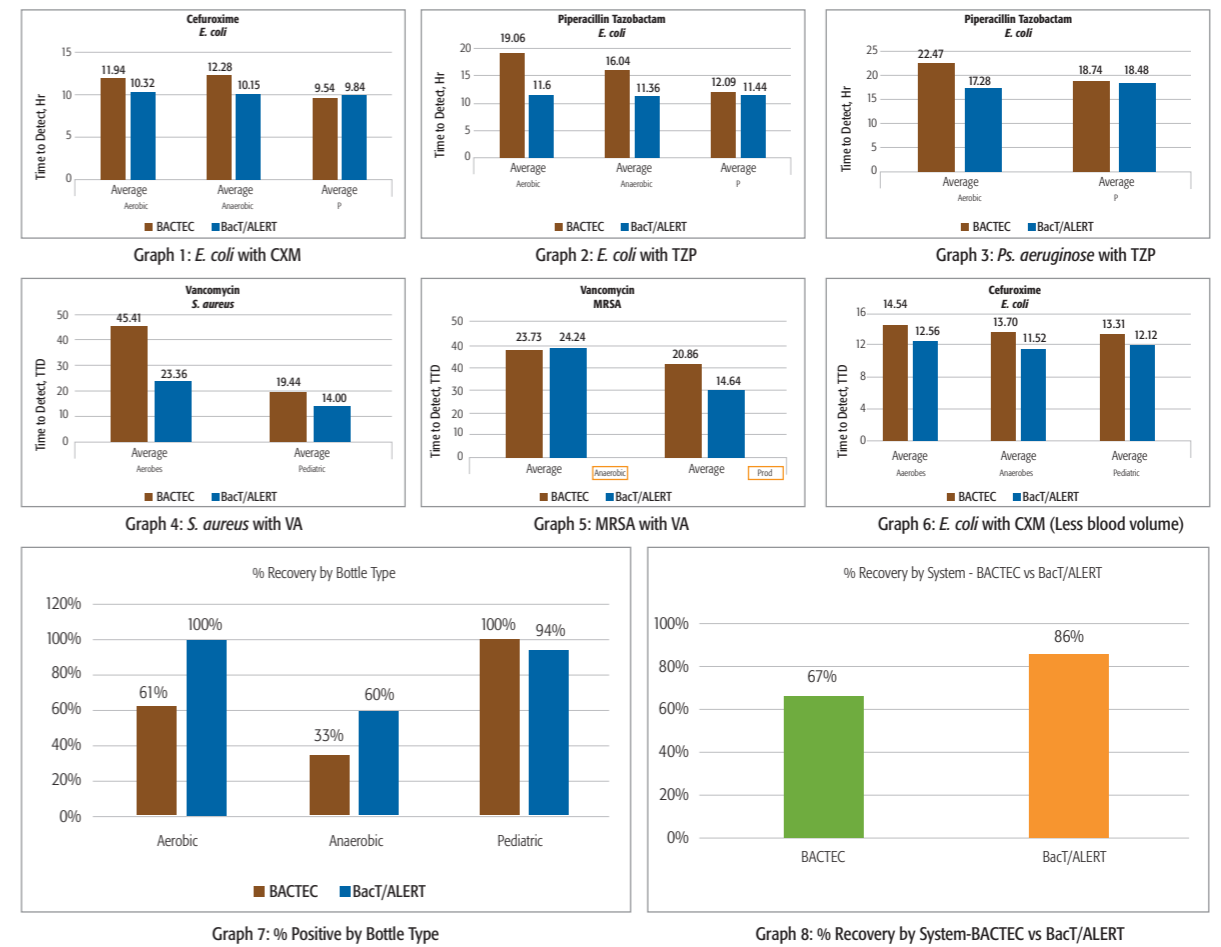 Cefuroxime
E. coli
Time to Detect, Hr
15
10
5
0
11.94
10.32
12.28
10.15
9.54
9.84
Average
Aerobic
Average
Anaerobic
Average
P
BACTEC BacT/ALERT
Graph 1: E. coli with CXM
Piperacillin Tazobactam
E. coli
Time to Detect, Hr
20
15
10
5
0
19.06
11.6
16.04
11.36
12.09
11.44
Average
Aerobic
Average
Anaerobic
Average
P
BACTEC BacT/ALERT
Graph 2: E. coli with TZP
Piperacillin Tazobactam
E. coli
Time to Detect, Hr
25
20
15
10
5
0
22.47
17.28
18.74
18.48
Average
Aerobic
Average
P
BACTEC BacT/ALERT
Graph 3: Ps. aeruginose with TZP
Vancomycin
S. aureus
Time to Detect, TTD
50
40
30
20
10
0
45.41
23.36
19.44
14.00
Average
Aerobes
Average
Pediatric
BACTEC BacT/ALERT
Graph 4: S. aureus with VA
Vancomycin
MRSA
Time to Detect, TTD
50
40
40
30
20
10
0
23.73
24.24
20.86
14.64
Average
Anaerobic
Average
Prod
BACTEC BacT/ALERT
Graph 5: MRSA with VA
Cefuroxime
E. coli
Time to Detect, TTD
16
12
8
4
0
14.54
12.56
13.70
11.52
13.31
12.12
Average
Aaerobes
Average
Anaerobes
Average
Pediatric
BACTEC BacT/ALERT
Graph 6: E. coli with CXM (Less blood volume)
% Recovery by Bottle Type
120%
100%
80%
60%
40%
20%
0%
61%
100%
33%
60%
100%
94%
Aerobic
Anaerobic
Pediatric
BACTEC BacT/ALERT
Graph 7: % Positive by Bottle Type
% Recovery by System - BACTEC vs BacT/ALERT
100%
80%
60%
40%
20%
0%
67%
86%
BACTEC
BacT/ALERT
Graph 8: % Recovery by System-BACTEC vs BacT/ALERT